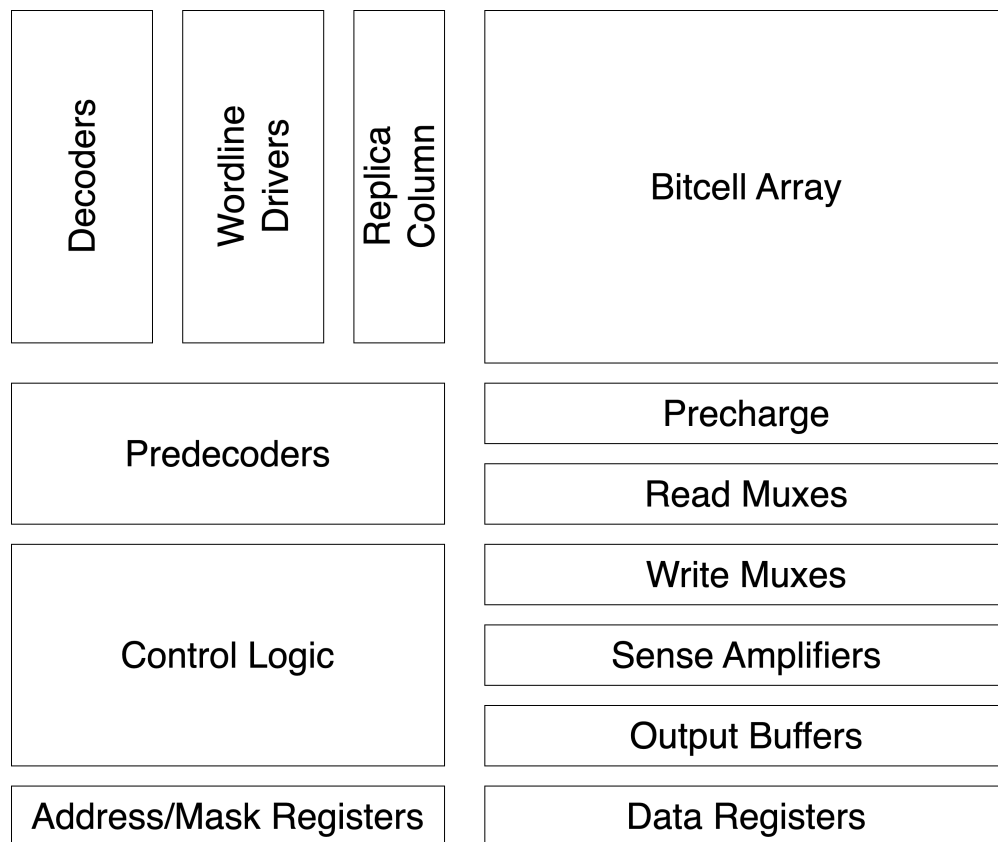 Decoders
Wordline
Drivers
Replica
Column
Bitcell Array
Predecoders
Precharge
Read Muxes
Control Logic
Write Muxes
Sense Amplifiers
Output Buffers
Address/Mask Registers
Data Registers